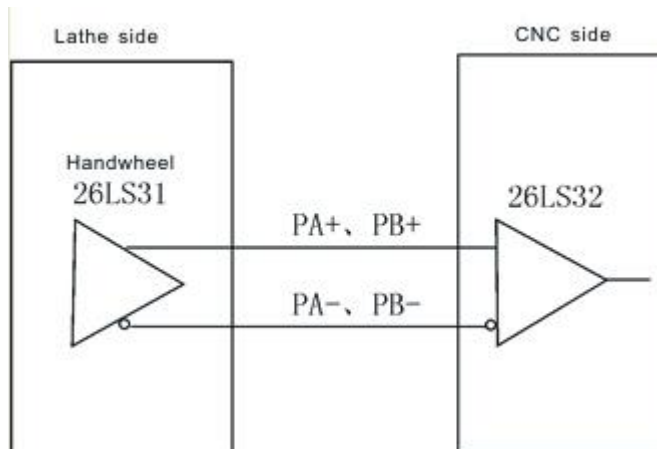 Lathe side
CNC side
Handwheel
26LS31
26LS32
PA+、PB+
PA-、PB-